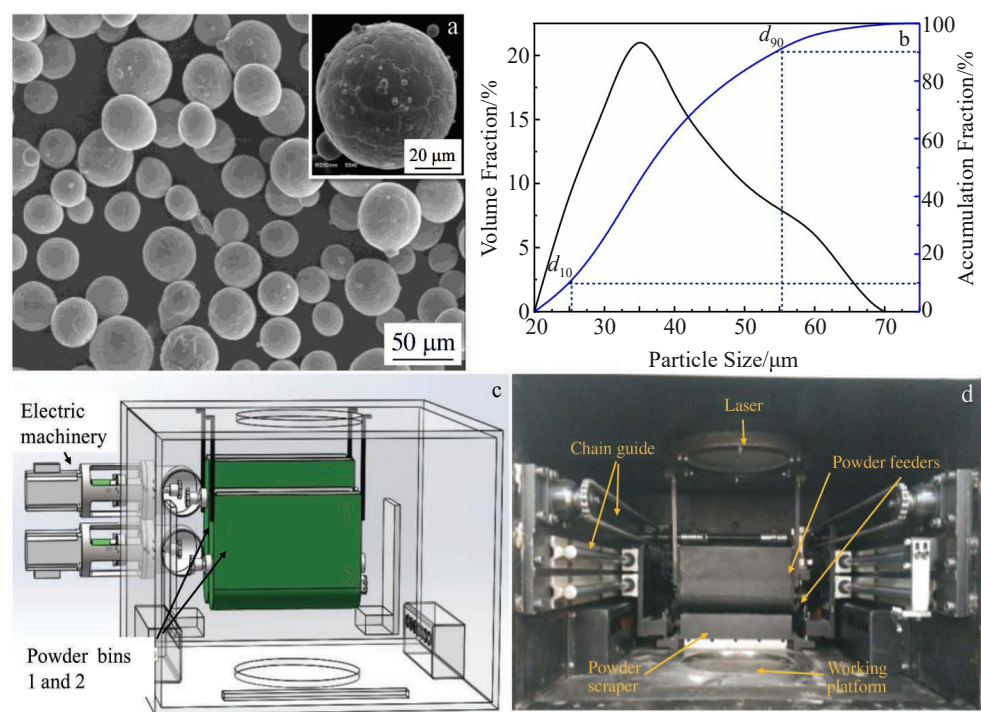 a
20 μm
50 μm
b
d90
d10
20
15
10
5
0
Volume Fraction/%
100
80
60
40
20
0
Accumulation Fraction/%
20 30 40 50 60 70
Particle Size/μm
c
Electric
machinery
Powder bins
1 and 2
d
Laser
Chain guide
Powder feeders
Powder
scraper
Working
platform